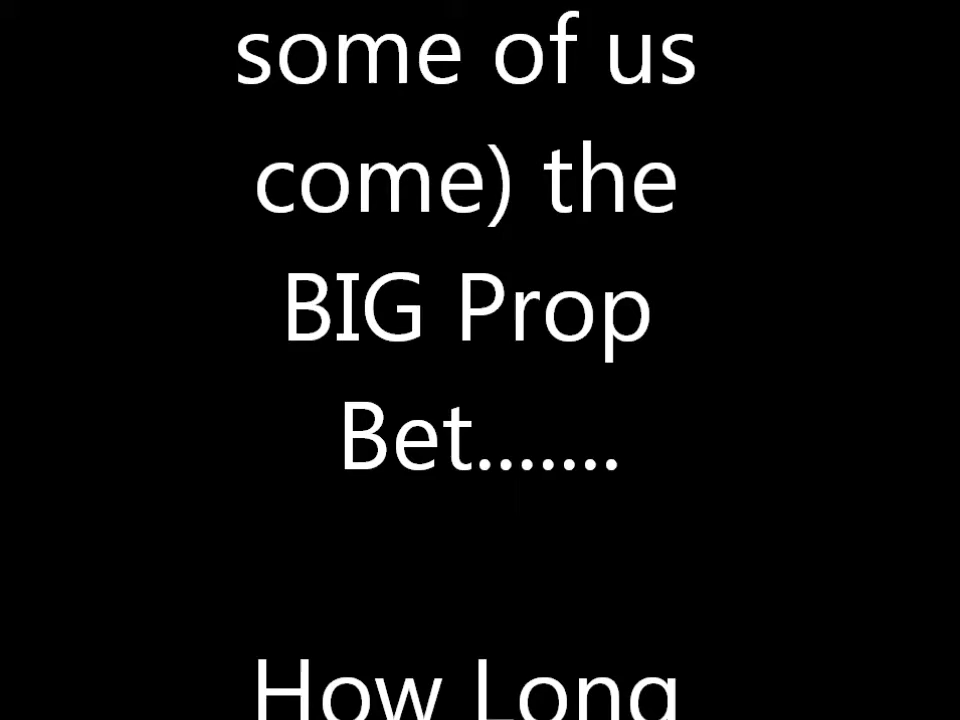 some of us
come) the
BIG Prop
Bet.......
How Long